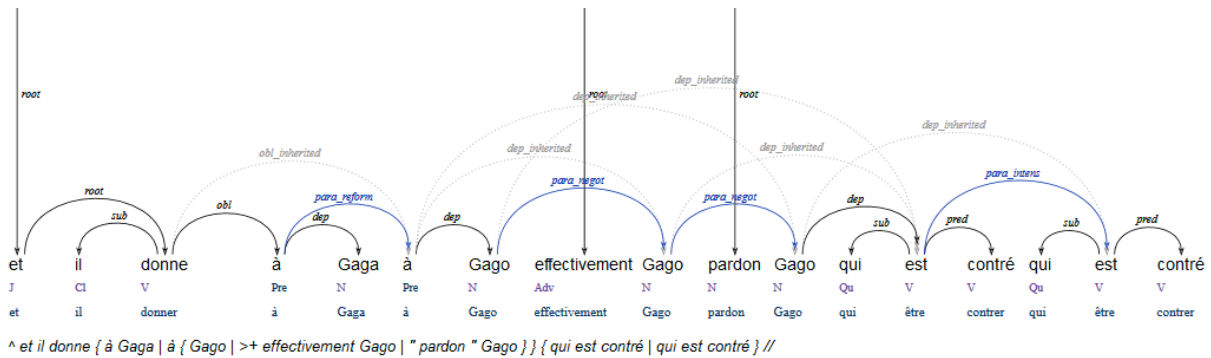 root root root
dep_inherited dep_inherited dep_inherited
obl_inherited dep_inherited dep_inherited
para_negot para_negot para_intens
root sub obl para_reform dep dep dep sub pred sub pred
et il donne à Gaga à Gago effectivement Gago pardon Gago qui est contré qui est contré
J Cl V Pre N Pre N Adv N N N Qu V V Qu V V
et il donner à Gaga à Gago effectivement Gago pardon Gago qui être contrer qui être contrer
^ et il donne { à Gaga | à { Gago | >+ effectivement Gago | " pardon " Gago } } { qui est contré | qui est contré } //